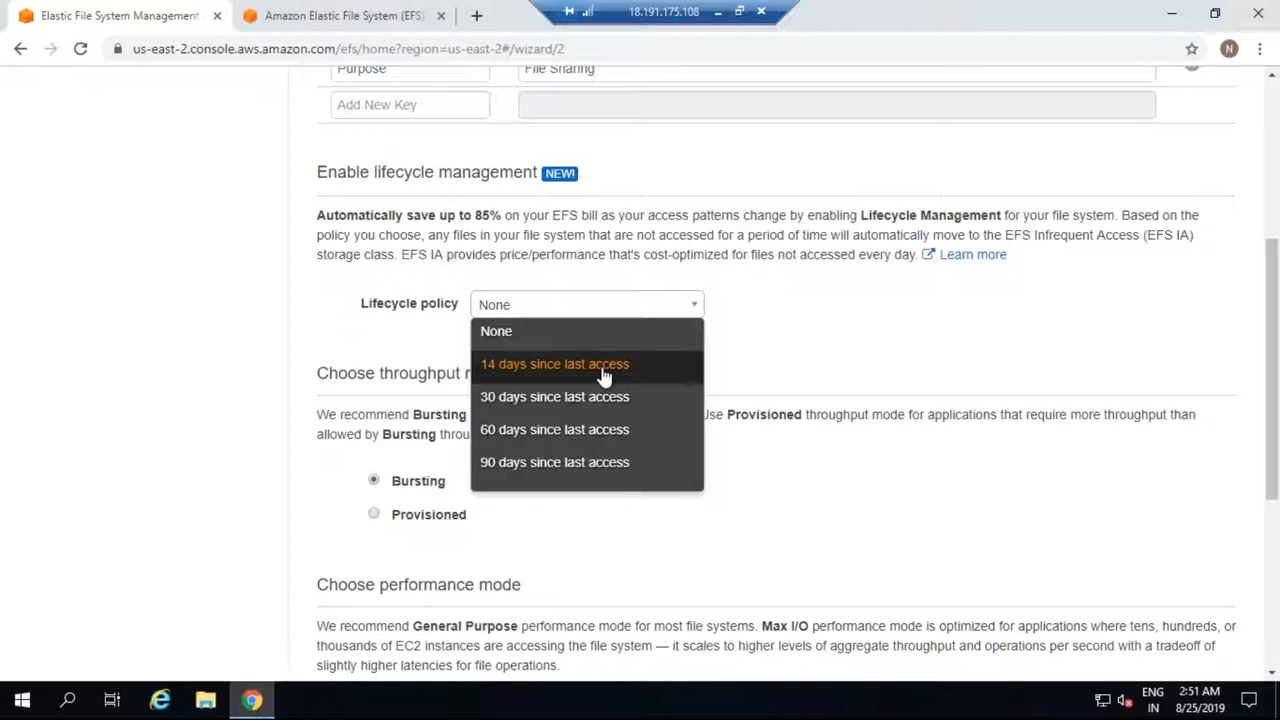 Elastic File System Management
Amazon Elastic File System (EFS)
18.191.175.108
us-east-2.console.aws.amazon.com/efs/home?region=us-east-2#/wizard/2
N
Purpose
File Sharing
Add New Key
Enable lifecycle management NEW!
Automatically save up to 85% on your EFS bill as your access patterns change by enabling Lifecycle Management for your file system. Based on the
policy you choose, any files in your file system that are not accessed for a period of time will automatically move to the EFS Infrequent Access (EFS IA)
storage class. EFS IA provides price/performance that's cost-optimized for files not accessed every day. Learn more
Lifecycle policy None
None
14 days since last access
30 days since last access
60 days since last access
90 days since last access
Choose throughput
We recommend Bursting Use Provisioned throughput mode for applications that require more throughput than
allowed by Bursting
Bursting
Provisioned
Choose performance mode
We recommend General Purpose performance mode for most file systems. Max I/O performance mode is optimized for applications where tens, hundreds, or
thousands of EC2 instances are accessing the file system — it scales to higher levels of aggregate throughput and operations per second with a tradeoff of
slightly higher latencies for file operations.
ENG
IN
2:51 AM
8/25/2019